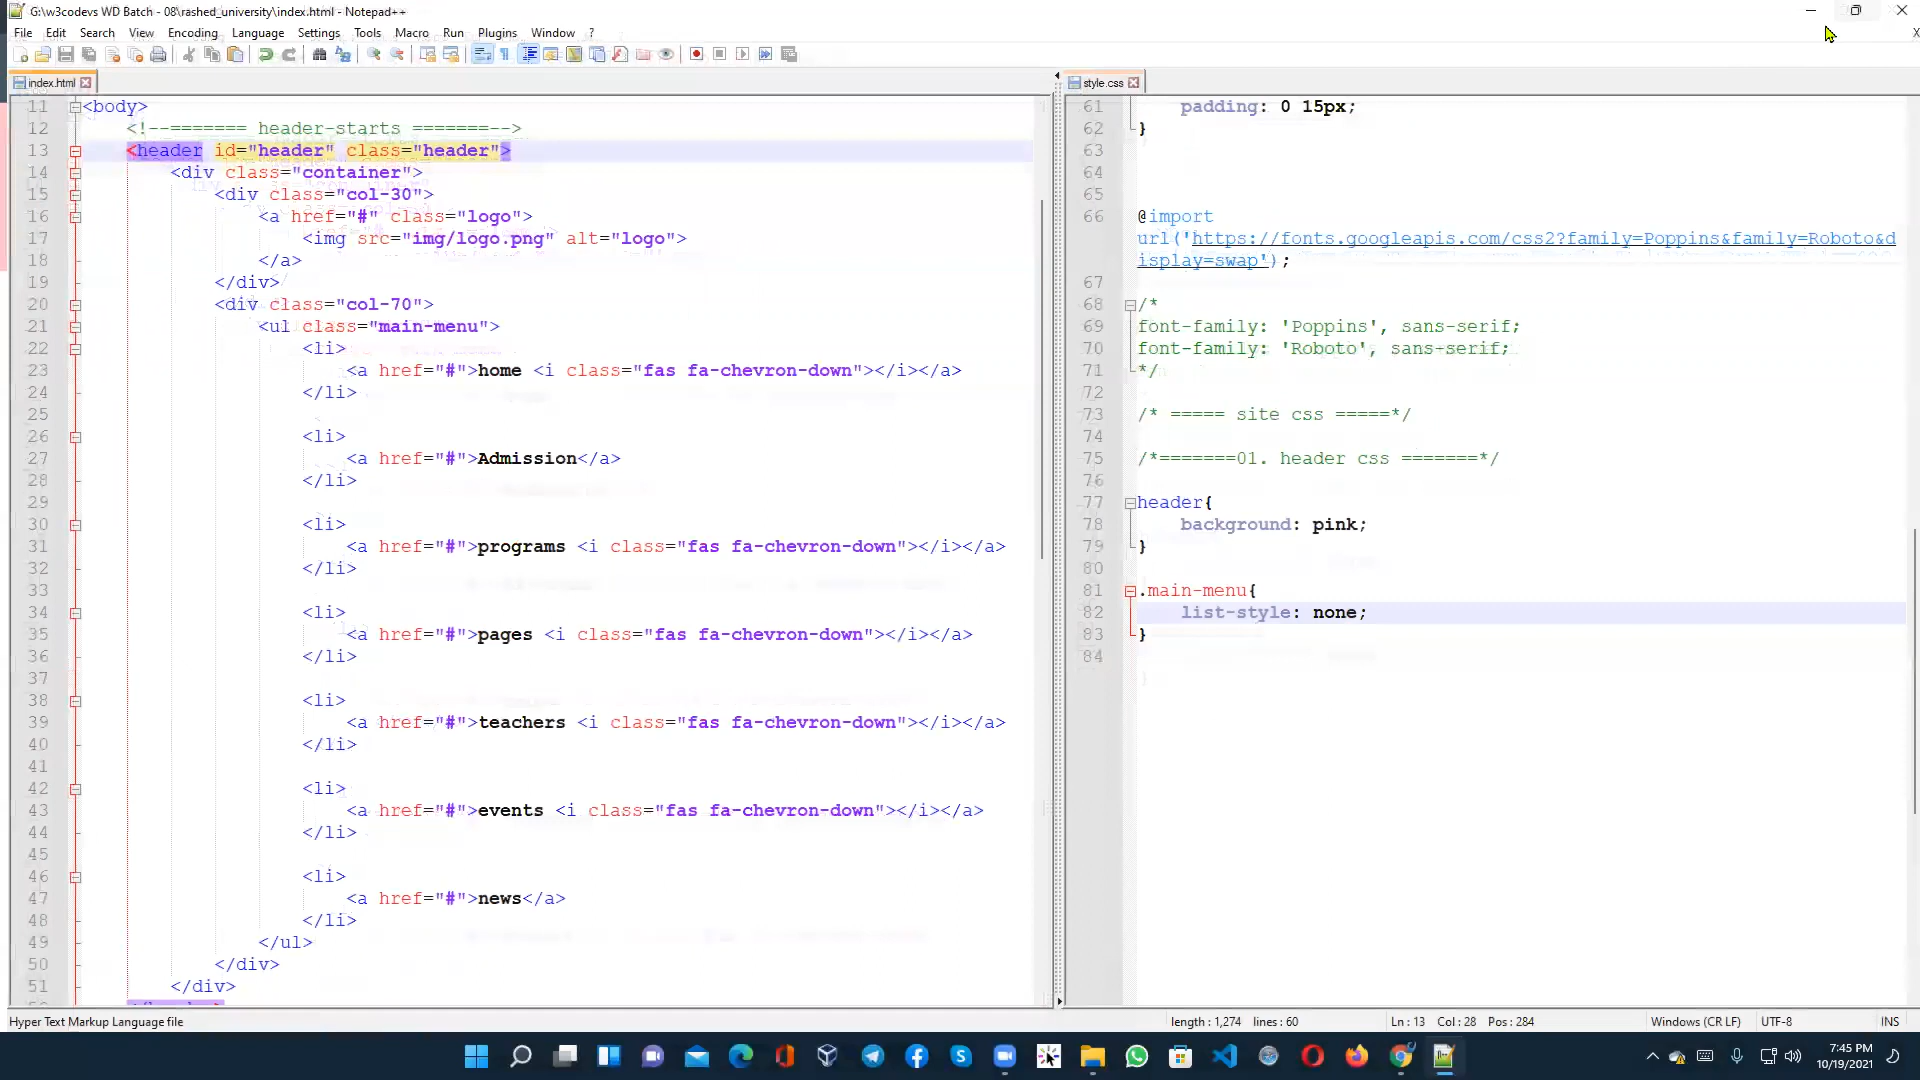 G:\w3codevs WD Batch - 08\rashed_university\index.html - Notepad++
File Edit Search View Encoding Language Settings Tools Macro Run Plugins Window ?
index.html
11 <body>
12 <!--======= header-starts =======-->
13 <header id="header" class="header">
14 <div class="container">
15 <div class="col-30">
16 <a href="#" class="logo">
17 <img src="img/logo.png" alt="logo">
18 </a>
19 </div>
20 <div class="col-70">
21 <ul class="main-menu">
22 <li>
23 <a href="#">home <i class="fas fa-chevron-down"></i></a>
24 </li>
25
26 <li>
27 <a href="#">Admission</a>
28 </li>
29
30 <li>
31 <a href="#">programs <i class="fas fa-chevron-down"></i></a>
32 </li>
33
34 <li>
35 <a href="#">pages <i class="fas fa-chevron-down"></i></a>
36 </li>
37
38 <li>
39 <a href="#">teachers <i class="fas fa-chevron-down"></i></a>
40 </li>
41
42 <li>
43 <a href="#">events <i class="fas fa-chevron-down"></i></a>
44 </li>
45
46 <li>
47 <a href="#">news</a>
48 </li>
49 </ul>
50 </div>
51 </div>
style.css
61 padding: 0 15px;
62 }
63
64
65
66 @import
url('https://fonts.googleapis.com/css2?family=Poppins&family=Roboto&d
isplay=swap');
67
68 /*
69 font-family: 'Poppins', sans-serif;
70 font-family: 'Roboto', sans-serif;
71 */
72
73 /* ===== site css =====*/
74
75 /*=======01. header css =======*/
76
77 header{
78 background: pink;
79 }
80
81 .main-menu{
82 list-style: none;
83 }
84
Hyper Text Markup Language file
length : 1,274 lines : 60
Ln : 13 Col : 28 Pos : 284
Windows (CR LF)
UTF-8
INS
7:45 PM
10/19/2021